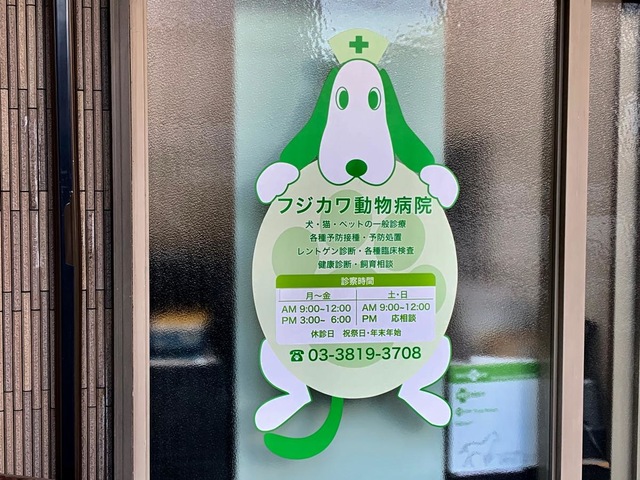 フジカワ動物病院
犬・猫・ペットの一般診療
各種予防接種・予防処置
レントゲン診断・各種臨床検査
健康診断・飼育相談
診察時間
月〜金 土・日
AM 9:00~12:00 AM 9:00~12:00
PM 3:00~ 6:00 PM 応相談
休診日 祝祭日・年末年始
☎ 03-3819-3708